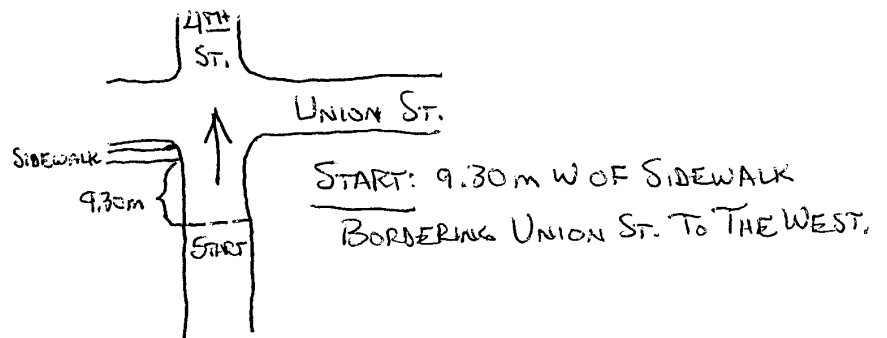 4TH
ST.
UNION ST.
SIDEWALK
9.30m
START: 9.30m W OF SIDEWALK
BORDERING UNION ST. TO THE WEST.
START